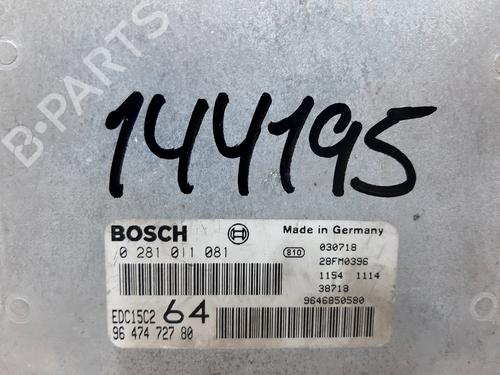 B-PARTS
144195
BOSCH
Made in Germany
0 281 011 081
810
030718
28FM0396
1154 1114
38718
9646850580
EDC15C2 64
96 474 727 80